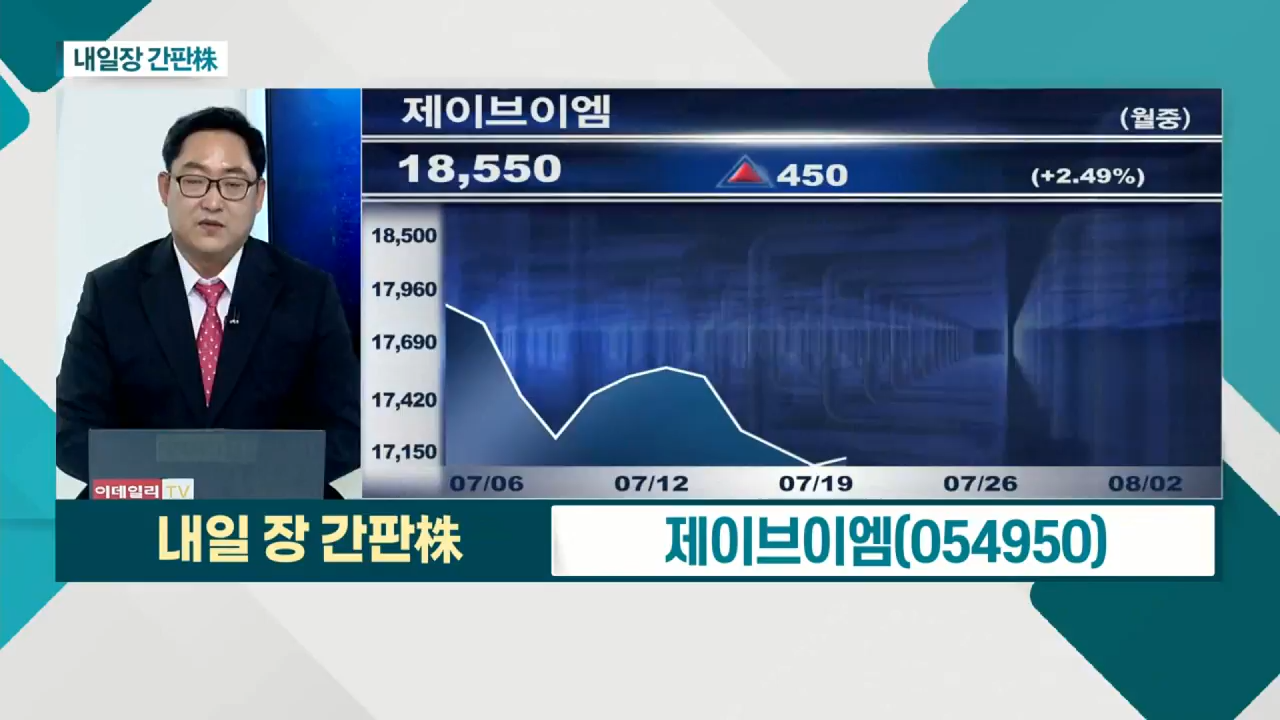 내일장 간판株
제이브이엠
(월중)
18,550
450
(+2.49%)
18,500
17,960
17,690
17,420
17,150
07/06
07/12
07/19
07/26
08/02
이데일리 TV
내일 장 간판株
제이브이엠(054950)